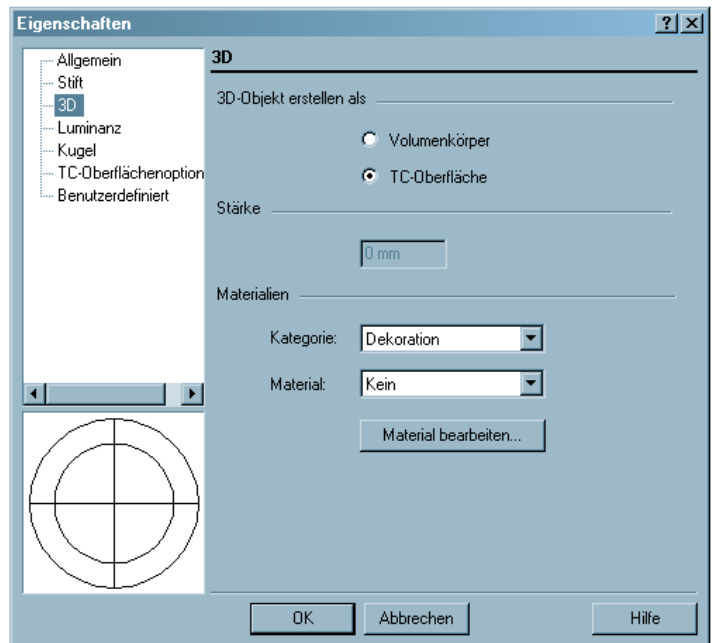 Eigenschaften
Allgemein
Stift
3D
Luminanz
Kugel
TC-Oberflächenoption
Benutzerdefiniert
3D
3D-Objekt erstellen als
Volumenkörper
TC-Oberfläche
Stärke
0 mm
Materialien
Kategorie: Dekoration
Material: Kein
Material bearbeiten...
OK Abbrechen Hilfe